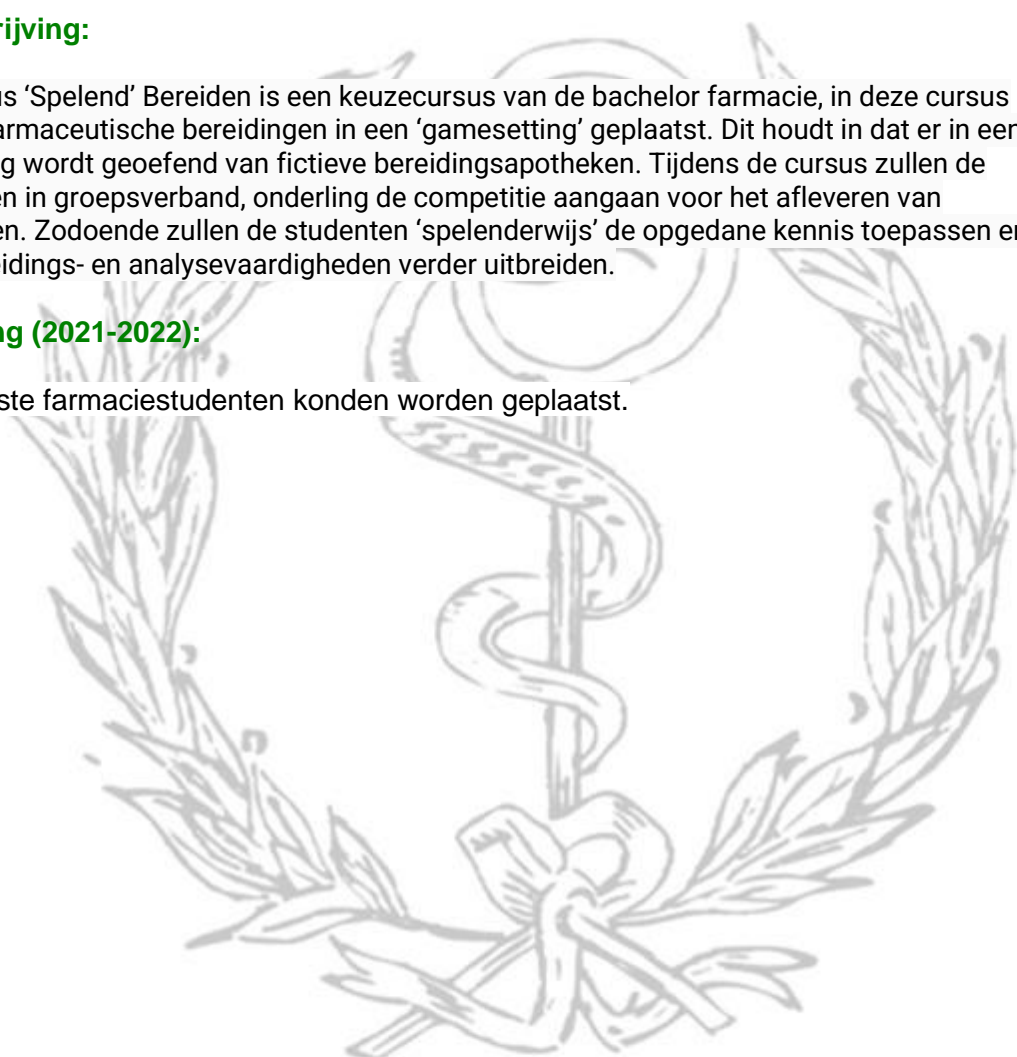 rijving:
us ‘Spelend’ Bereiden is een keuzecursus van de bachelor farmacie, in deze cursus
armaceutische bereidingen in een ‘gamesetting’ geplaatst. Dit houdt in dat er in een
g wordt geoefend van fictieve bereidingsapotheken. Tijdens de cursus zullen de
en in groepsverband, onderling de competitie aangaan voor het afleveren van
en. Zodoende zullen de studenten ‘spelenderwijs’ de opgedane kennis toepassen en
eidings- en analysevaardigheden verder uitbreiden.
ng (2021-2022):
ste farmaciestudenten konden worden geplaatst.